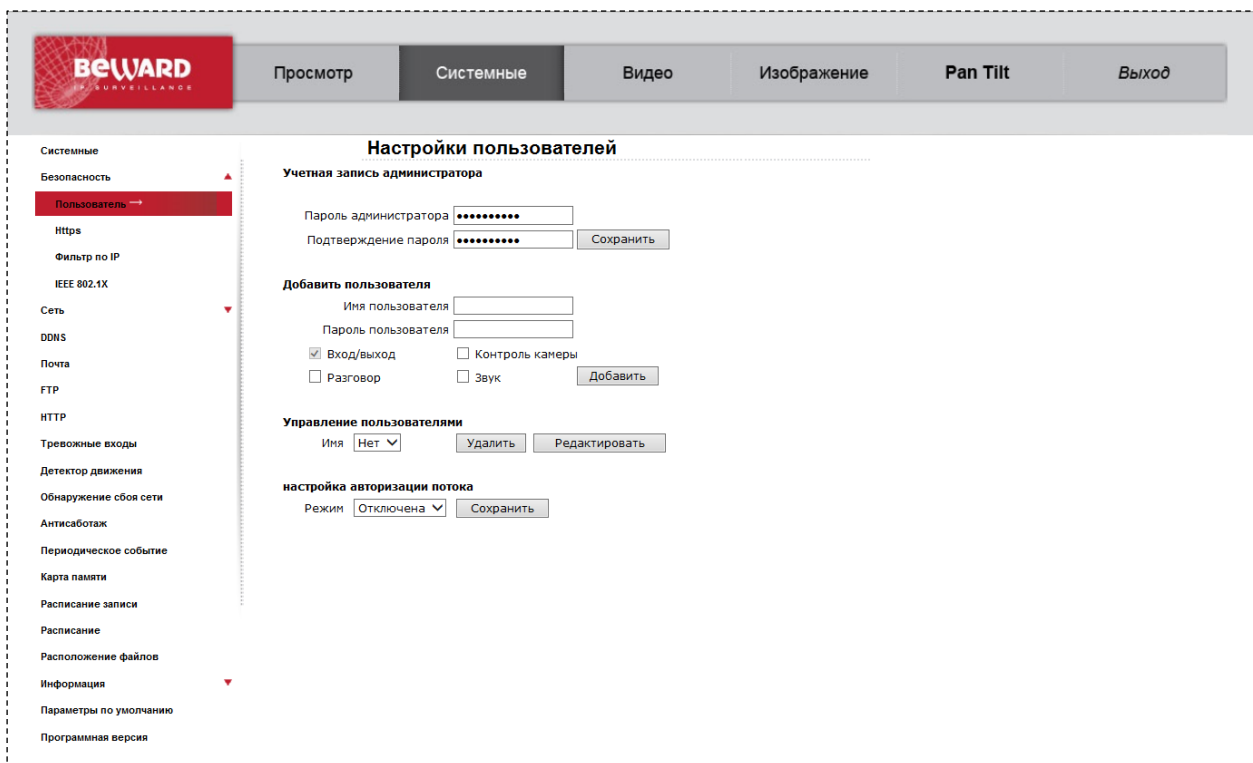 BEWARD
IP SURVEILLANCE
Просмотр
Системные
Видео
Изображение
Pan Tilt
Выход
Системные
Безопасность
Пользователь →
Https
Фильтр по IP
IEEE 802.1X
Сеть
DDNS
Почта
FTP
HTTP
Тревожные входы
Детектор движения
Обнаружение сбоя сети
Антисаботаж
Периодическое событие
Карта памяти
Расписание записи
Расписание
Расположение файлов
Информация
Параметры по умолчанию
Программная версия
Настройки пользователей
Учетная запись администратора
Пароль администратора ••••••••••
Подтверждение пароля •••••••••• Сохранить
Добавить пользователя
Имя пользователя
Пароль пользователя
Вход/выход Контроль камеры
Разговор Звук Добавить
Управление пользователями
Имя Нет Удалить Редактировать
настройка авторизации потока
Режим Отключена Сохранить